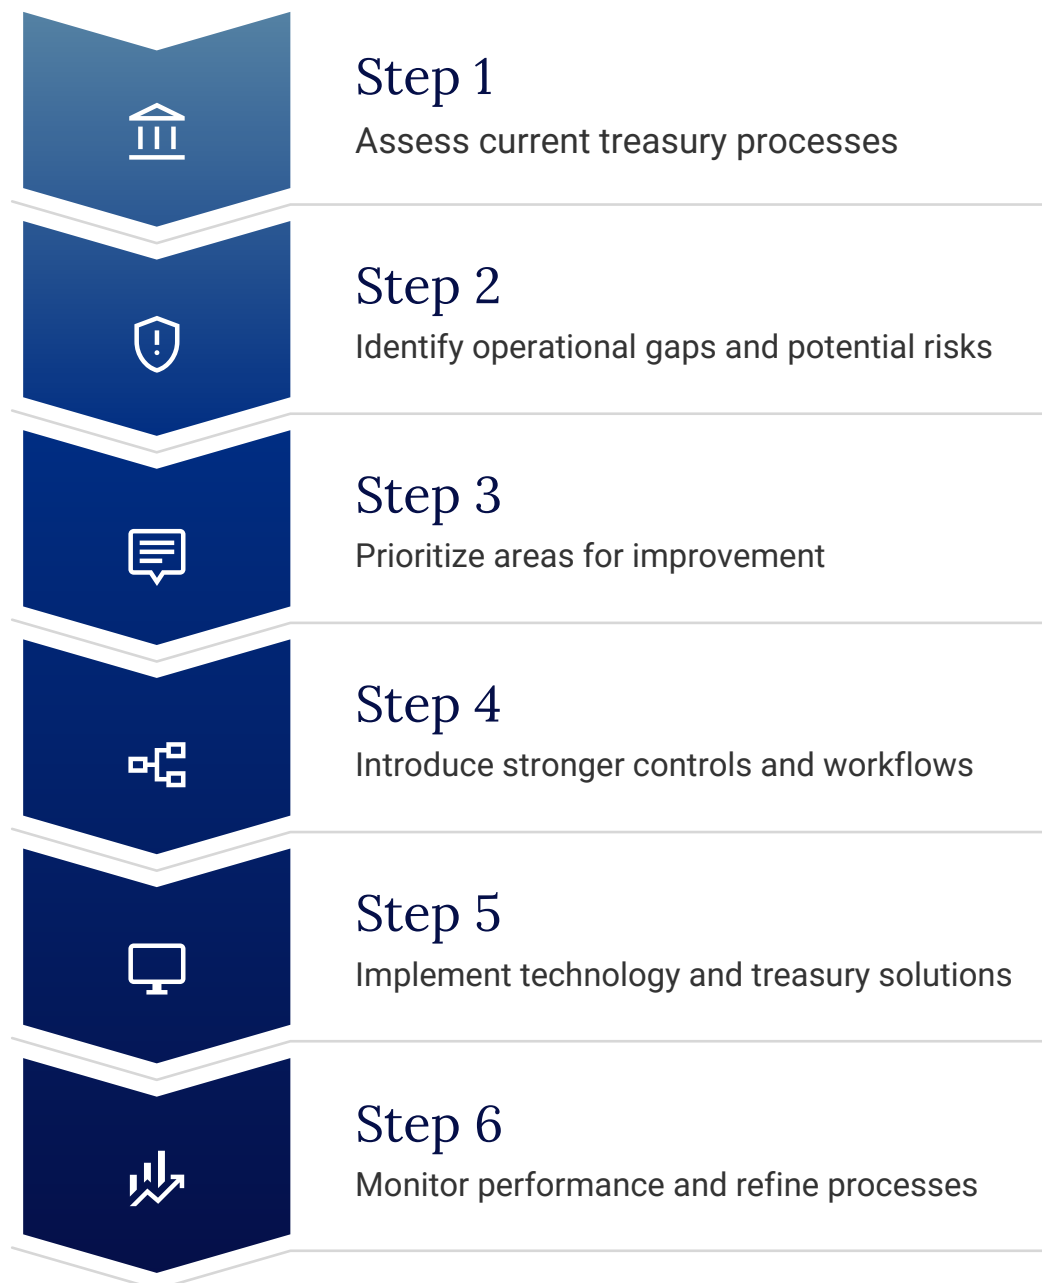 Step 1
Assess current treasury processes
Step 2
Identify operational gaps and potential risks
Step 3
Prioritize areas for improvement
Step 4
Introduce stronger controls and workflows
Step 5
Implement technology and treasury solutions
Step 6
Monitor performance and refine processes